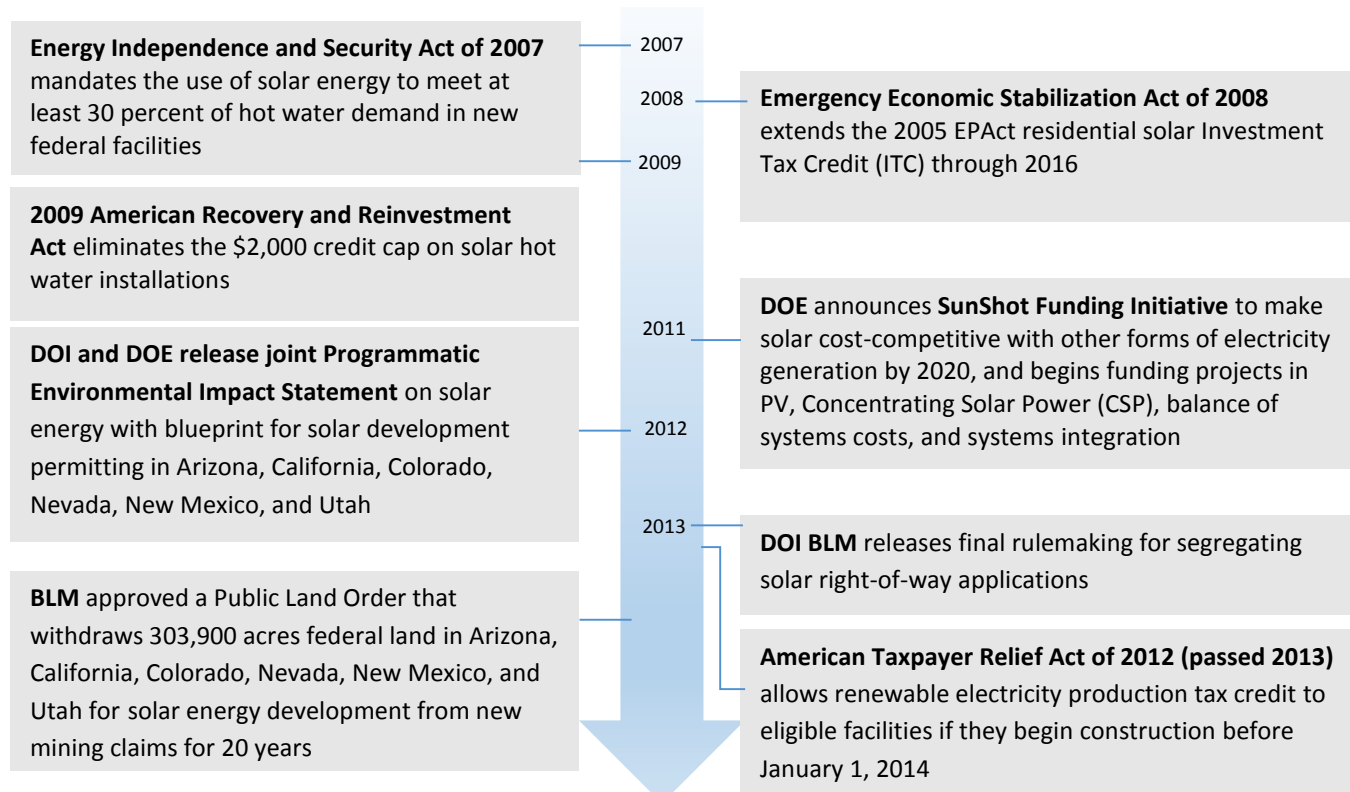 Energy Independence and Security Act of 2007
mandates the use of solar energy to meet at
least 30 percent of hot water demand in new
federal facilities
2007
2008
Emergency Economic Stabilization Act of 2008
extends the 2005 EPAct residential solar Investment
Tax Credit (ITC) through 2016
2009
2009 American Recovery and Reinvestment
Act eliminates the $2,000 credit cap on solar hot
water installations
2011
DOE announces SunShot Funding Initiative to make
solar cost-competitive with other forms of electricity
generation by 2020, and begins funding projects in
PV, Concentrating Solar Power (CSP), balance of
systems costs, and systems integration
DOI and DOE release joint Programmatic
Environmental Impact Statement on solar
energy with blueprint for solar development
permitting in Arizona, California, Colorado,
Nevada, New Mexico, and Utah
2012
2013
DOI BLM releases final rulemaking for segregating
solar right-of-way applications
BLM approved a Public Land Order that
withdraws 303,900 acres federal land in Arizona,
California, Colorado, Nevada, New Mexico, and
Utah for solar energy development from new
mining claims for 20 years
American Taxpayer Relief Act of 2012 (passed 2013)
allows renewable electricity production tax credit to
eligible facilities if they begin construction before
January 1, 2014